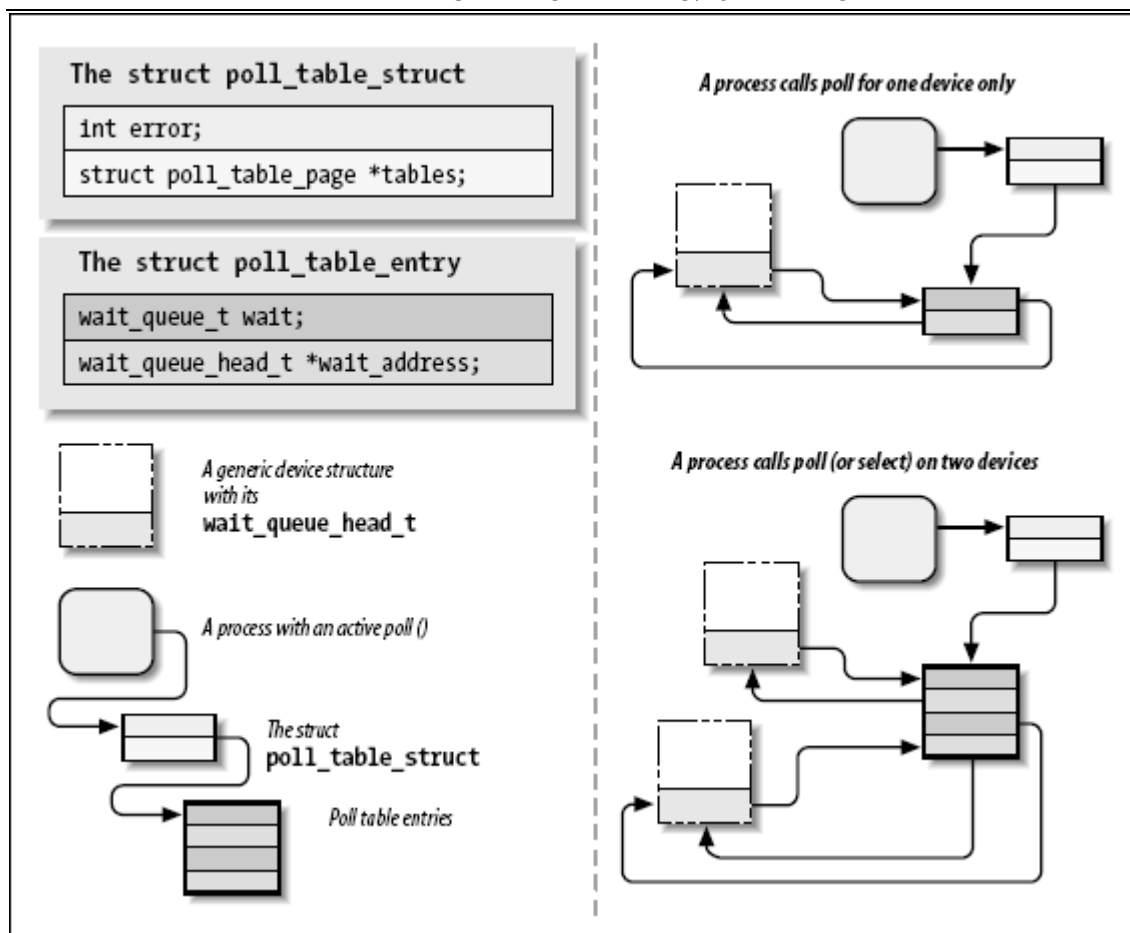 The struct poll_table_struct
int error;
struct poll_table_page *tables;
The struct poll_table_entry
wait_queue_t wait;
wait_queue_head_t *wait_address;
A generic device structure
with its
wait_queue_head_t
A process with an active poll ()
The struct
poll_table_struct
Poll table entries
A process calls poll for one device only
A process calls poll (or select) on two devices